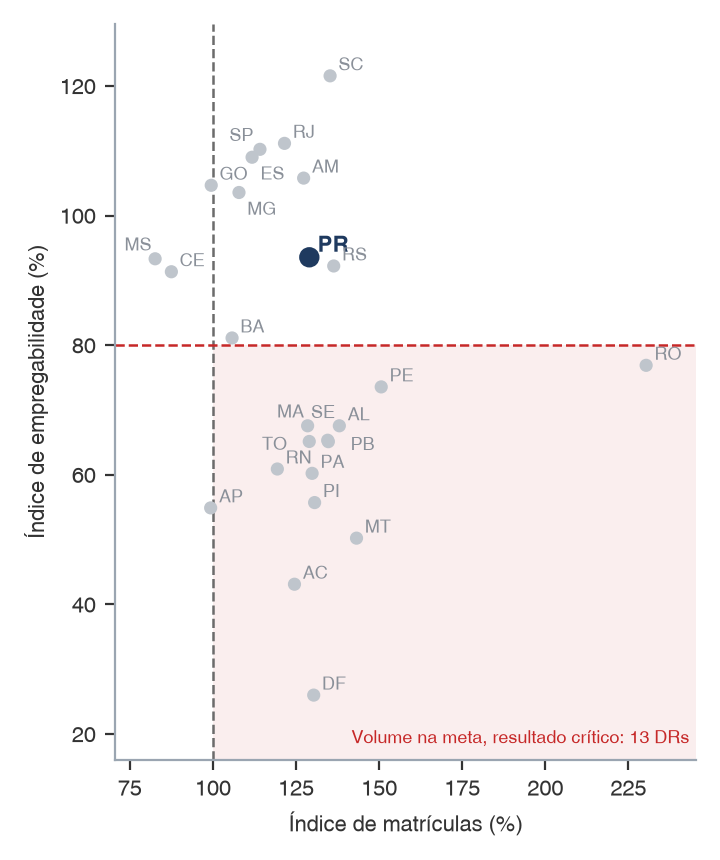 120
100
80
60
40
20
75
100
125
150
175
200
225
Índice de empregabilidade (%)
Índice de matrículas (%)
SC
SP
RJ
GO
ES
AM
MG
MS
CE
PR
RS
BA
RO
PE
MA
SE
AL
TO
PB
RN
PA
AP
PI
MT
AC
DF
Volume na meta, resultado crítico: 13 DRs